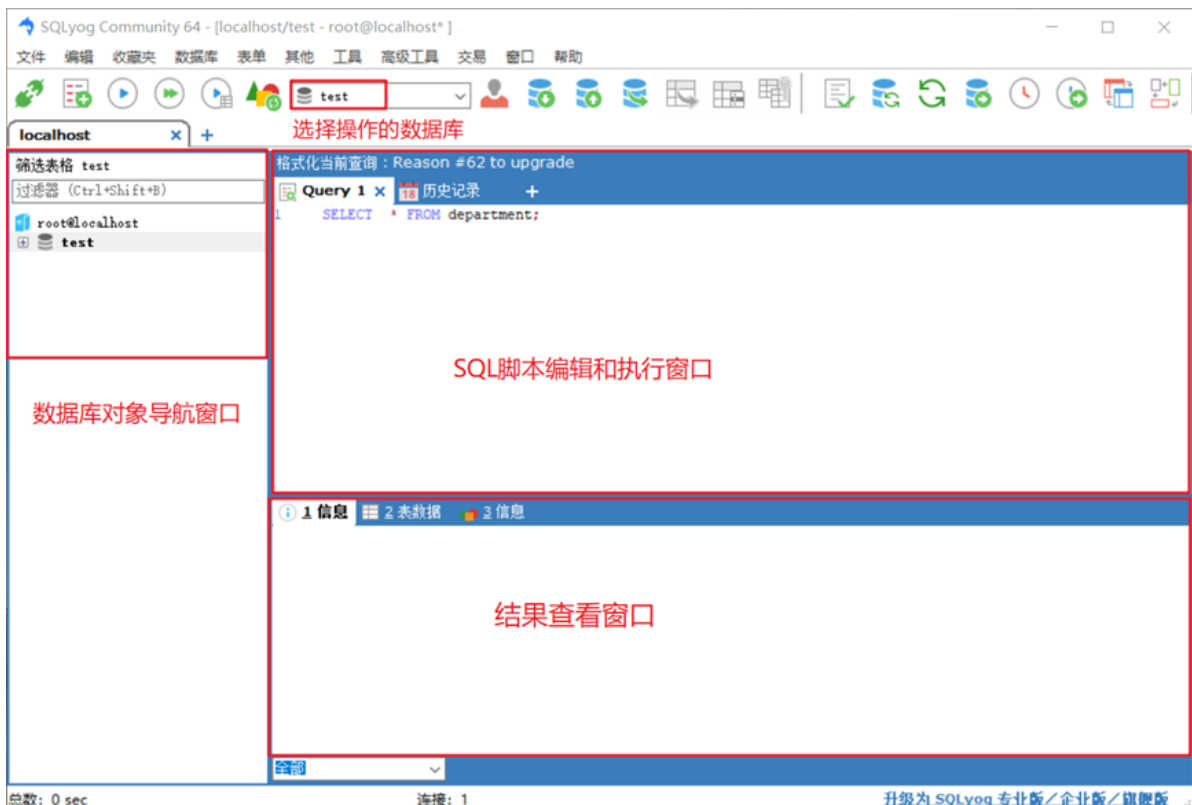 SQLyog Community 64 - [localhost/test - root@localhost* ]
文件 编辑 收藏夹 数据库 表单 其他 工具 高级工具 交易 窗口 帮助
test
选择操作的数据库
localhost
筛选表格 test
过滤器 (Ctrl+Shift+B)
root@localhost
test
数据库对象导航窗口
格式化当前查询 : Reason #62 to upgrade
Query 1 18 历史记录
1 SELECT * FROM department;
SQL脚本编辑和执行窗口
1 信息 2 表数据 3 信息
结果查看窗口
全部
总数: 0 sec 连接: 1 升级为 SQLyog 专业版/企业版/旗舰版